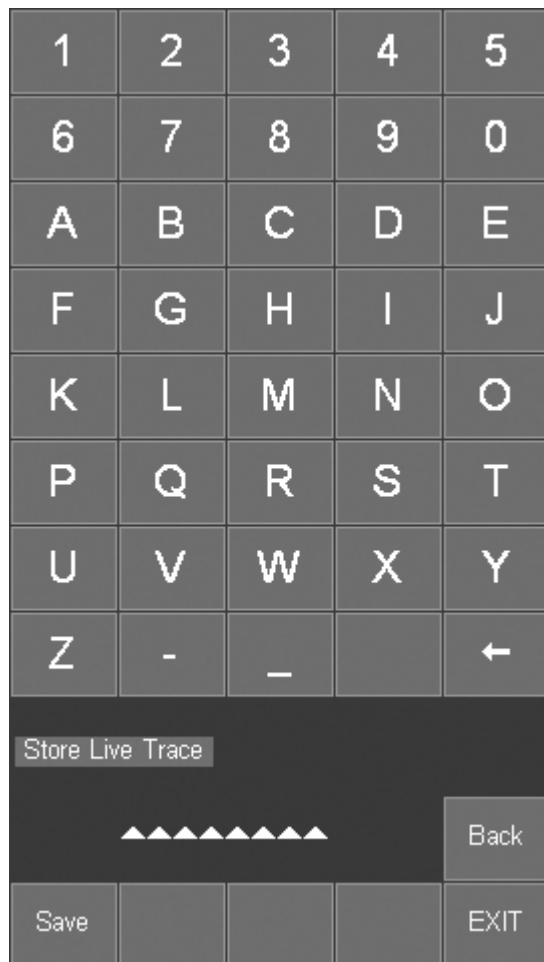 1 2 3 4 5
6 7 8 9 0
A B C D E
F G H I J
K L M N O
P Q R S T
U V W X Y
Z - _ ←
Store Live Trace
Back
Save EXIT